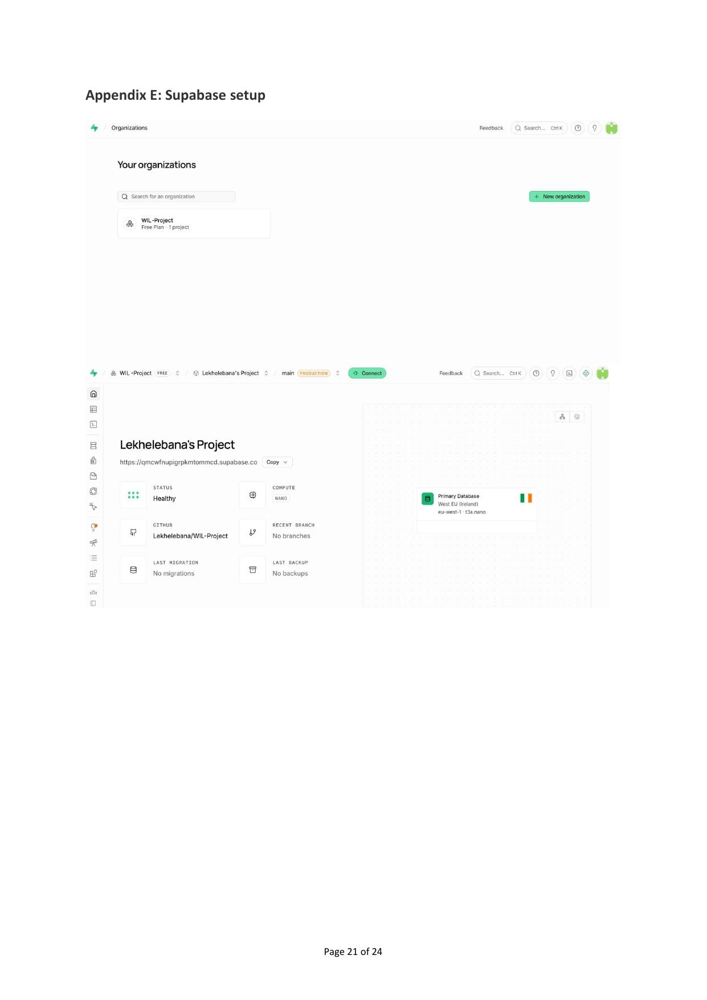 Appendix E: Supabase setup
/ Organizations Feedback Search... Ctrl K
Your organizations
Search for an organization + New organization
WIL -Project
Free Plan · 1 project
/ WIL -Project FREE / Lekhelebana's Project / main PRODUCTION Connect Feedback Search... Ctrl K
Lekhelebana's Project
https://qmcwfnupigrpkmtommcd.supabase.co Copy
STATUS COMPUTE
Healthy NANO
GITHUB RECENT BRANCH
Lekhelebana/WIL-Project No branches
LAST MIGRATION LAST BACKUP
No migrations No backups
Primary Database
West EU (Ireland)
eu-west-1 · t3a.nano
Page 21 of 24